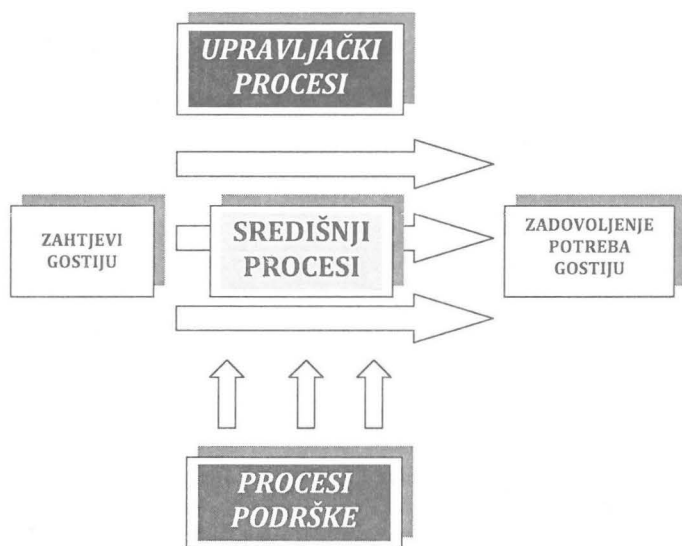 UPRAVLJAČKI
PROCESI
ZAHTJEVI
GOSTIJU
SREDIŠNJI
PROCESI
ZADOVOLJENJE
POTREBA
GOSTIJU
PROCESI
PODRŠKE